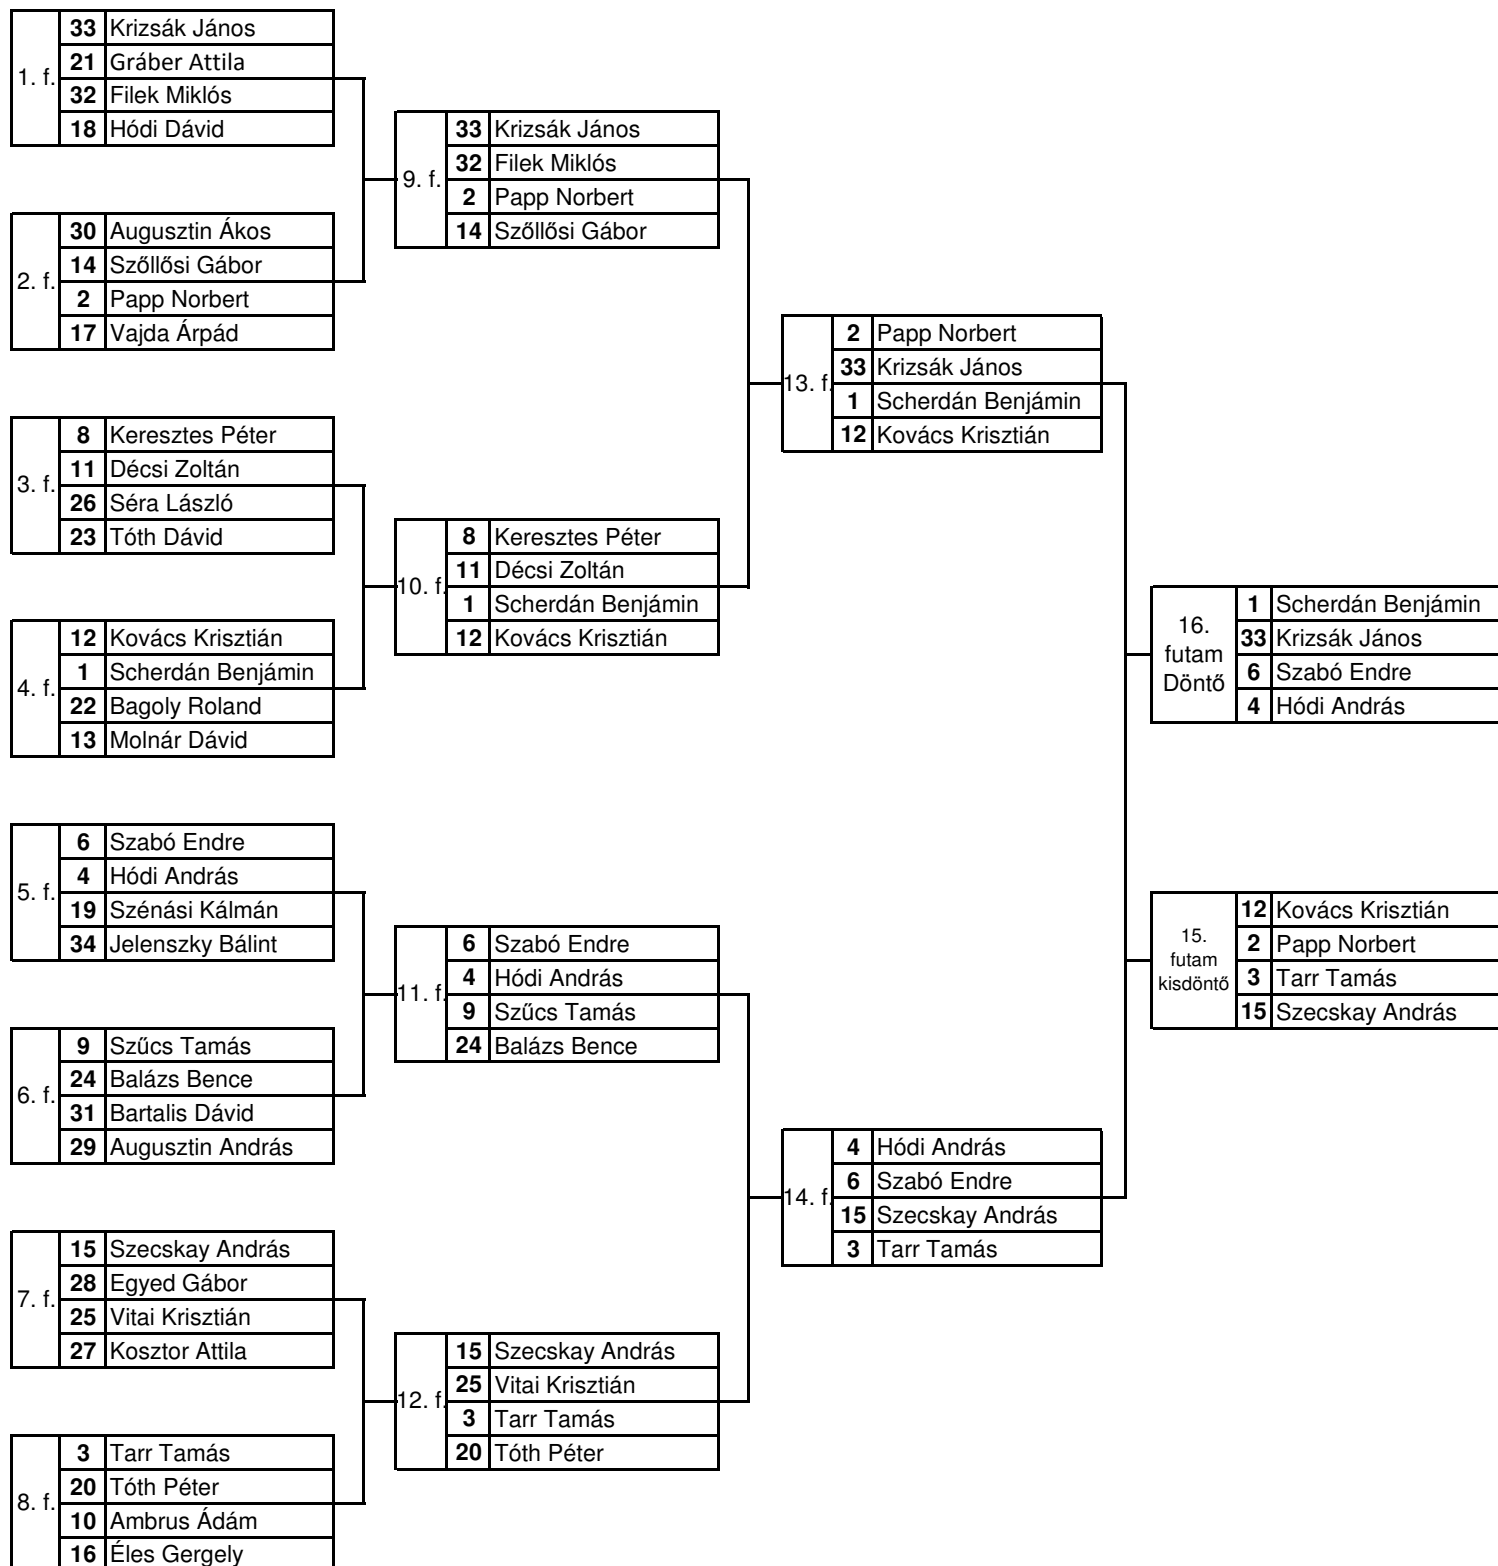 1. f.
33 Krizsák János
21 Gráber Attila
32 Filek Miklós
18 Hódi Dávid
2. f.
30 Augusztin Ákos
14 Szőllősi Gábor
2 Papp Norbert
17 Vajda Árpád
3. f.
8 Keresztes Péter
11 Décsi Zoltán
26 Séra László
23 Tóth Dávid
4. f.
12 Kovács Krisztián
1 Scherdán Benjámin
22 Bagoly Roland
13 Molnár Dávid
5. f.
6 Szabó Endre
4 Hódi András
19 Szénási Kálmán
34 Jelenszky Bálint
6. f.
9 Szűcs Tamás
24 Balázs Bence
31 Bartalis Dávid
29 Augusztin András
7. f.
15 Szecskay András
28 Egyed Gábor
25 Vitai Krisztián
27 Kosztor Attila
8. f.
3 Tarr Tamás
20 Tóth Péter
10 Ambrus Ádám
16 Éles Gergely
9. f.
33 Krizsák János
32 Filek Miklós
2 Papp Norbert
14 Szőllősi Gábor
10. f.
8 Keresztes Péter
11 Décsi Zoltán
1 Scherdán Benjámin
12 Kovács Krisztián
11. f.
6 Szabó Endre
4 Hódi András
9 Szűcs Tamás
24 Balázs Bence
12. f.
15 Szecskay András
25 Vitai Krisztián
3 Tarr Tamás
20 Tóth Péter
13. f.
2 Papp Norbert
33 Krizsák János
1 Scherdán Benjámin
12 Kovács Krisztián
14. f.
4 Hódi András
6 Szabó Endre
15 Szecskay András
3 Tarr Tamás
16.
futam
Döntő
1 Scherdán Benjámin
33 Krizsák János
6 Szabó Endre
4 Hódi András
15.
futam
kisdöntő
12 Kovács Krisztián
2 Papp Norbert
3 Tarr Tamás
15 Szecskay András